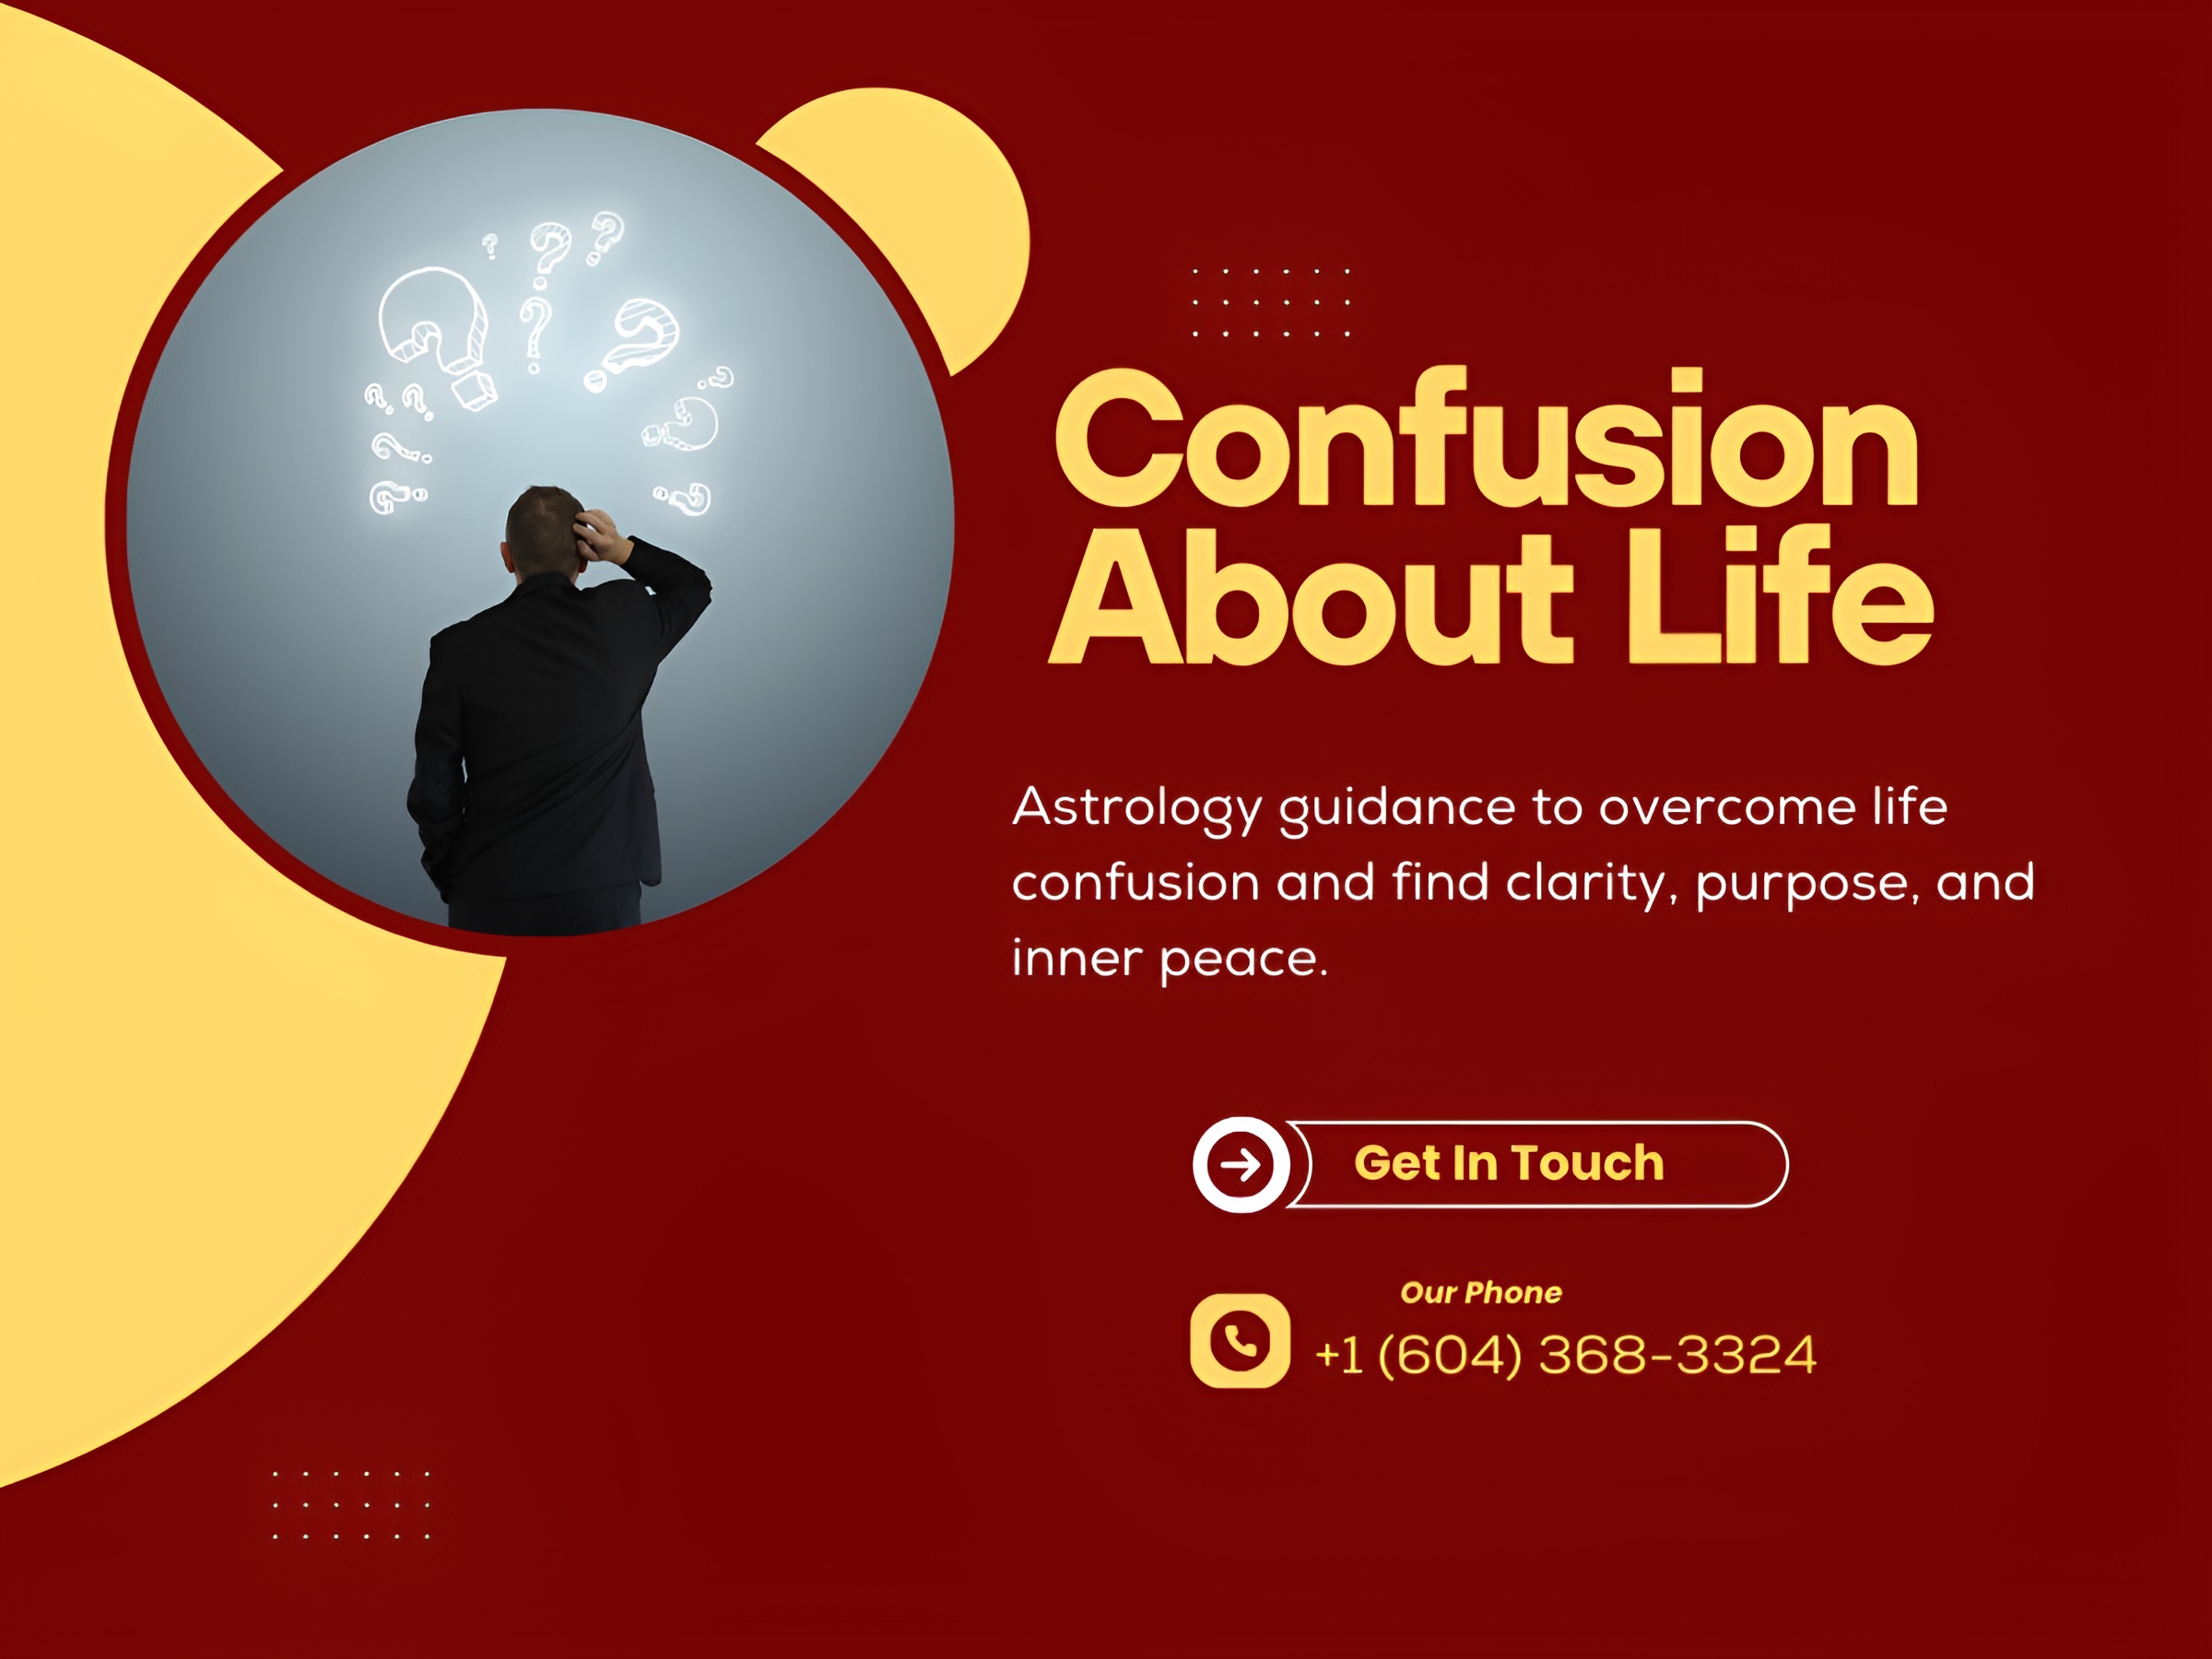 Confusion
About Life
Astrology guidance to overcome life
confusion and find clarity, purpose, and
inner peace.
Get In Touch
Our Phone
+1 (604) 368-3324